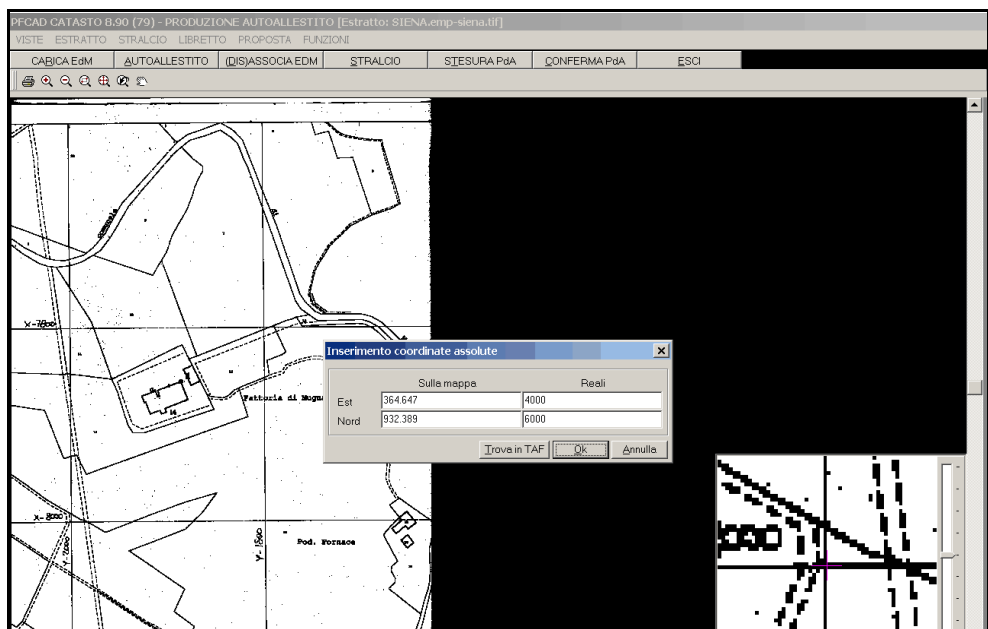 PFCAD CATASTO 8.90 (79) - PRODUZIONE AUTOALLESTITO [Estratto: SIENA.emp-siena.tif]
VISTE ESTRATTO STRALCIO LIBRETTO PROPOSTA FUNZIONI
CARICA EdM AUTOALLESTITO (DIS)ASSOCIA EDM STRALCIO STESURA PdA CONFERMA PdA ESCI
X-7800
Inserimento coordinate assolute
Sulla mappa Reali
Est 364.647 4000
Nord 932.389 6000
Trova in TAF Ok Annulla
Fattoria di
X-8000
Pod. Fornace